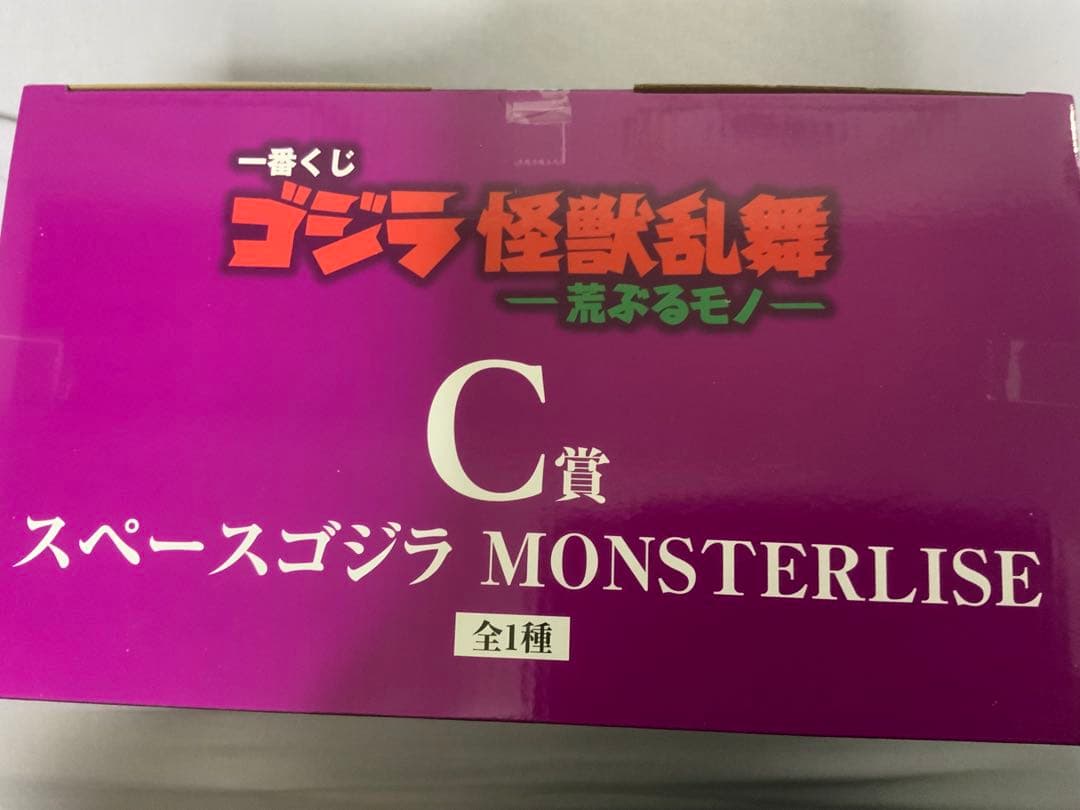 一番くじ
ゴジラ 怪獣乱舞
―荒ぶるモノ―
C賞
スペースゴジラ MONSTERLISE
全1種